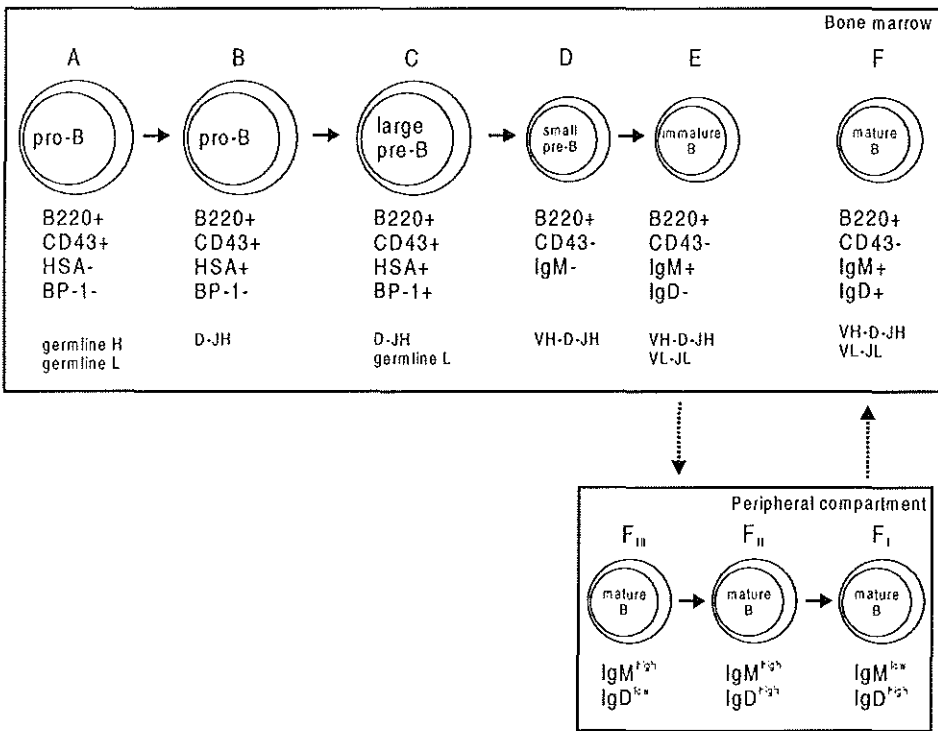 Bone marrow
A B C D E F
pro-B
pro-B
large
pre-B
small
pre-B
immature
B
mature
B
B220+
CD43+
HSA-
BP-1-
B220+
CD43+
HSA+
BP-1-
B220+
CD43+
HSA+
BP-1+
B220+
CD43-
IgM-
B220+
CD43-
IgM+
IgD-
B220+
CD43-
IgM+
IgD+
germline H
germline L
D-JH
D-JH
germline L
VH-D-JH
VH-D-JH
VL-JL
VH-D-JH
VL-JL
Peripheral compartment
FIII FII FI
mature
B
mature
B
mature
B
IgMhigh
IgDlow
IgMhigh
IgDhigh
IgMlow
IgDhigh